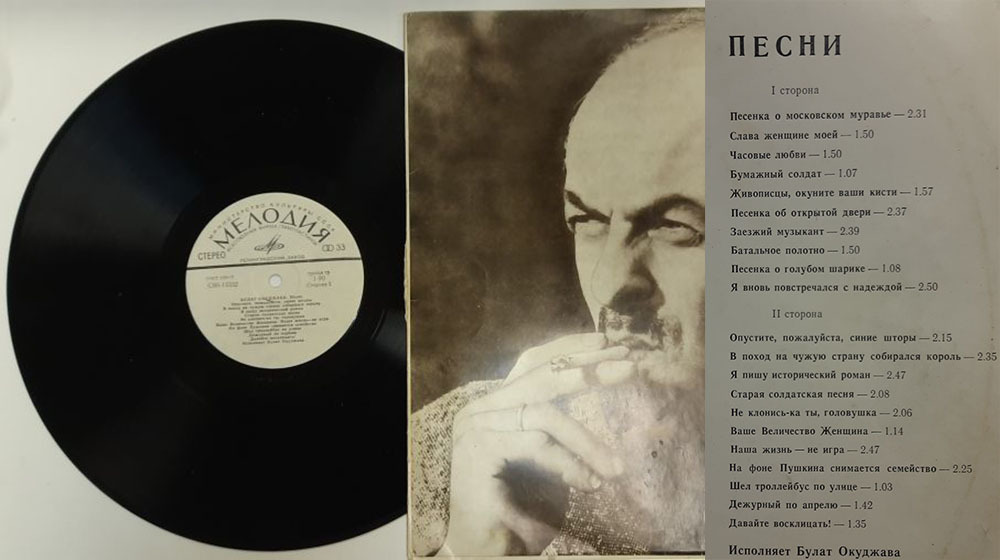 МИНИСТЕРСТВО КУЛЬТУРЫ СССР
МЕЛОДИЯ
СТЕРЕО
33
ЛЕНИНГРАДСКИЙ ЗАВОД
ПЕСНИ
I сторона
Песенка о московском муравье — 2.31
Слава женщине моей — 1.50
Часовые любви — 1.50
Бумажный солдат — 1.07
Живописцы, окуните ваши кисти — 1.57
Песенка об открытой двери — 2.37
Заезжий музыкант — 2.39
Батальное полотно — 1.50
Песенка о голубом шарике — 1.08
Я вновь повстречался с надеждой — 2.50
II сторона
Опустите, пожалуйста, синие шторы — 2.15
В поход на чужую страну собирался король — 2.35
Я пишу исторический роман — 2.47
Старая солдатская песня — 2.08
Не клонись-ка ты, головушка — 2.06
Ваше Величество Женщина — 1.14
Наша жизнь — не игра — 2.47
На фоне Пушкина снимается семейство — 2.25
Шел троллейбус по улице — 1.03
Дежурный по апрелю — 1.42
Давайте восклицать! — 1.35
Исполняет Булат Окуджава